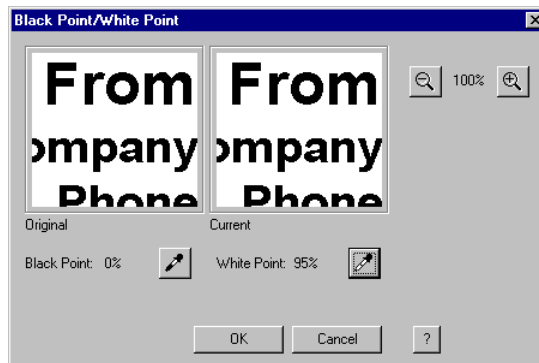 Black Point/White Point
From
ompany
Phone
From
ompany
Phone
100%
Original
Current
Black Point: 0%
White Point: 95%
OK
Cancel
?